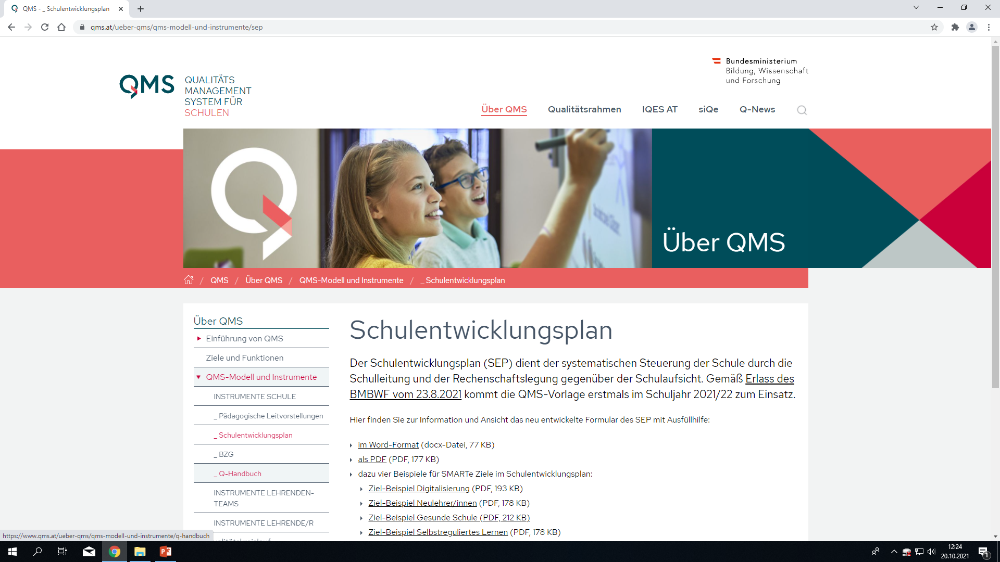 QMS - _ Schulentwicklungsplan
qms.at/ueber-qms/qms-modell-und-instrumente/sep
Bundesministerium
Bildung, Wissenschaft
und Forschung
QMS
QUALITÄTS
MANAGEMENT
SYSTEM FÜR
SCHULEN
Über QMS Qualitätsrahmen IQES AT siQe Q-News
Über QMS
/ QMS / Über QMS / QMS-Modell und Instrumente / _ Schulentwicklungsplan
Über QMS
Einführung von QMS
Ziele und Funktionen
QMS-Modell und Instrumente
INSTRUMENTE SCHULE
_ Pädagogische Leitvorstellungen
_ Schulentwicklungsplan
_ BZG
_ Q-Handbuch
INSTRUMENTE LEHRENDEN-
TEAMS
INSTRUMENTE LEHRENDE/R
Schulentwicklungsplan
Der Schulentwicklungsplan (SEP) dient der systematischen Steuerung der Schule durch die
Schulleitung und der Rechenschaftslegung gegenüber der Schulaufsicht. Gemäß Erlass des
BMBWF vom 23.8.2021 kommt die QMS-Vorlage erstmals im Schuljahr 2021/22 zum Einsatz.
Hier finden Sie zur Information und Ansicht das neu entwickelte Formular des SEP mit Ausfüllhilfe:
im Word-Format (docx-Datei, 77 KB)
als PDF (PDF, 177 KB)
dazu vier Beispiele für SMARTe Ziele im Schulentwicklungsplan:
Ziel-Beispiel Digitalisierung (PDF, 193 KB)
Ziel-Beispiel Neulehrer/innen (PDF, 178 KB)
Ziel-Beispiel Gesunde Schule (PDF, 212 KB)
Ziel-Beispiel Selbstreguliertes Lernen (PDF, 178 KB)
https://www.qms.at/ueber-qms/qms-modell-und-instrumente/q-handbuch
12:24
20.10.2021
1